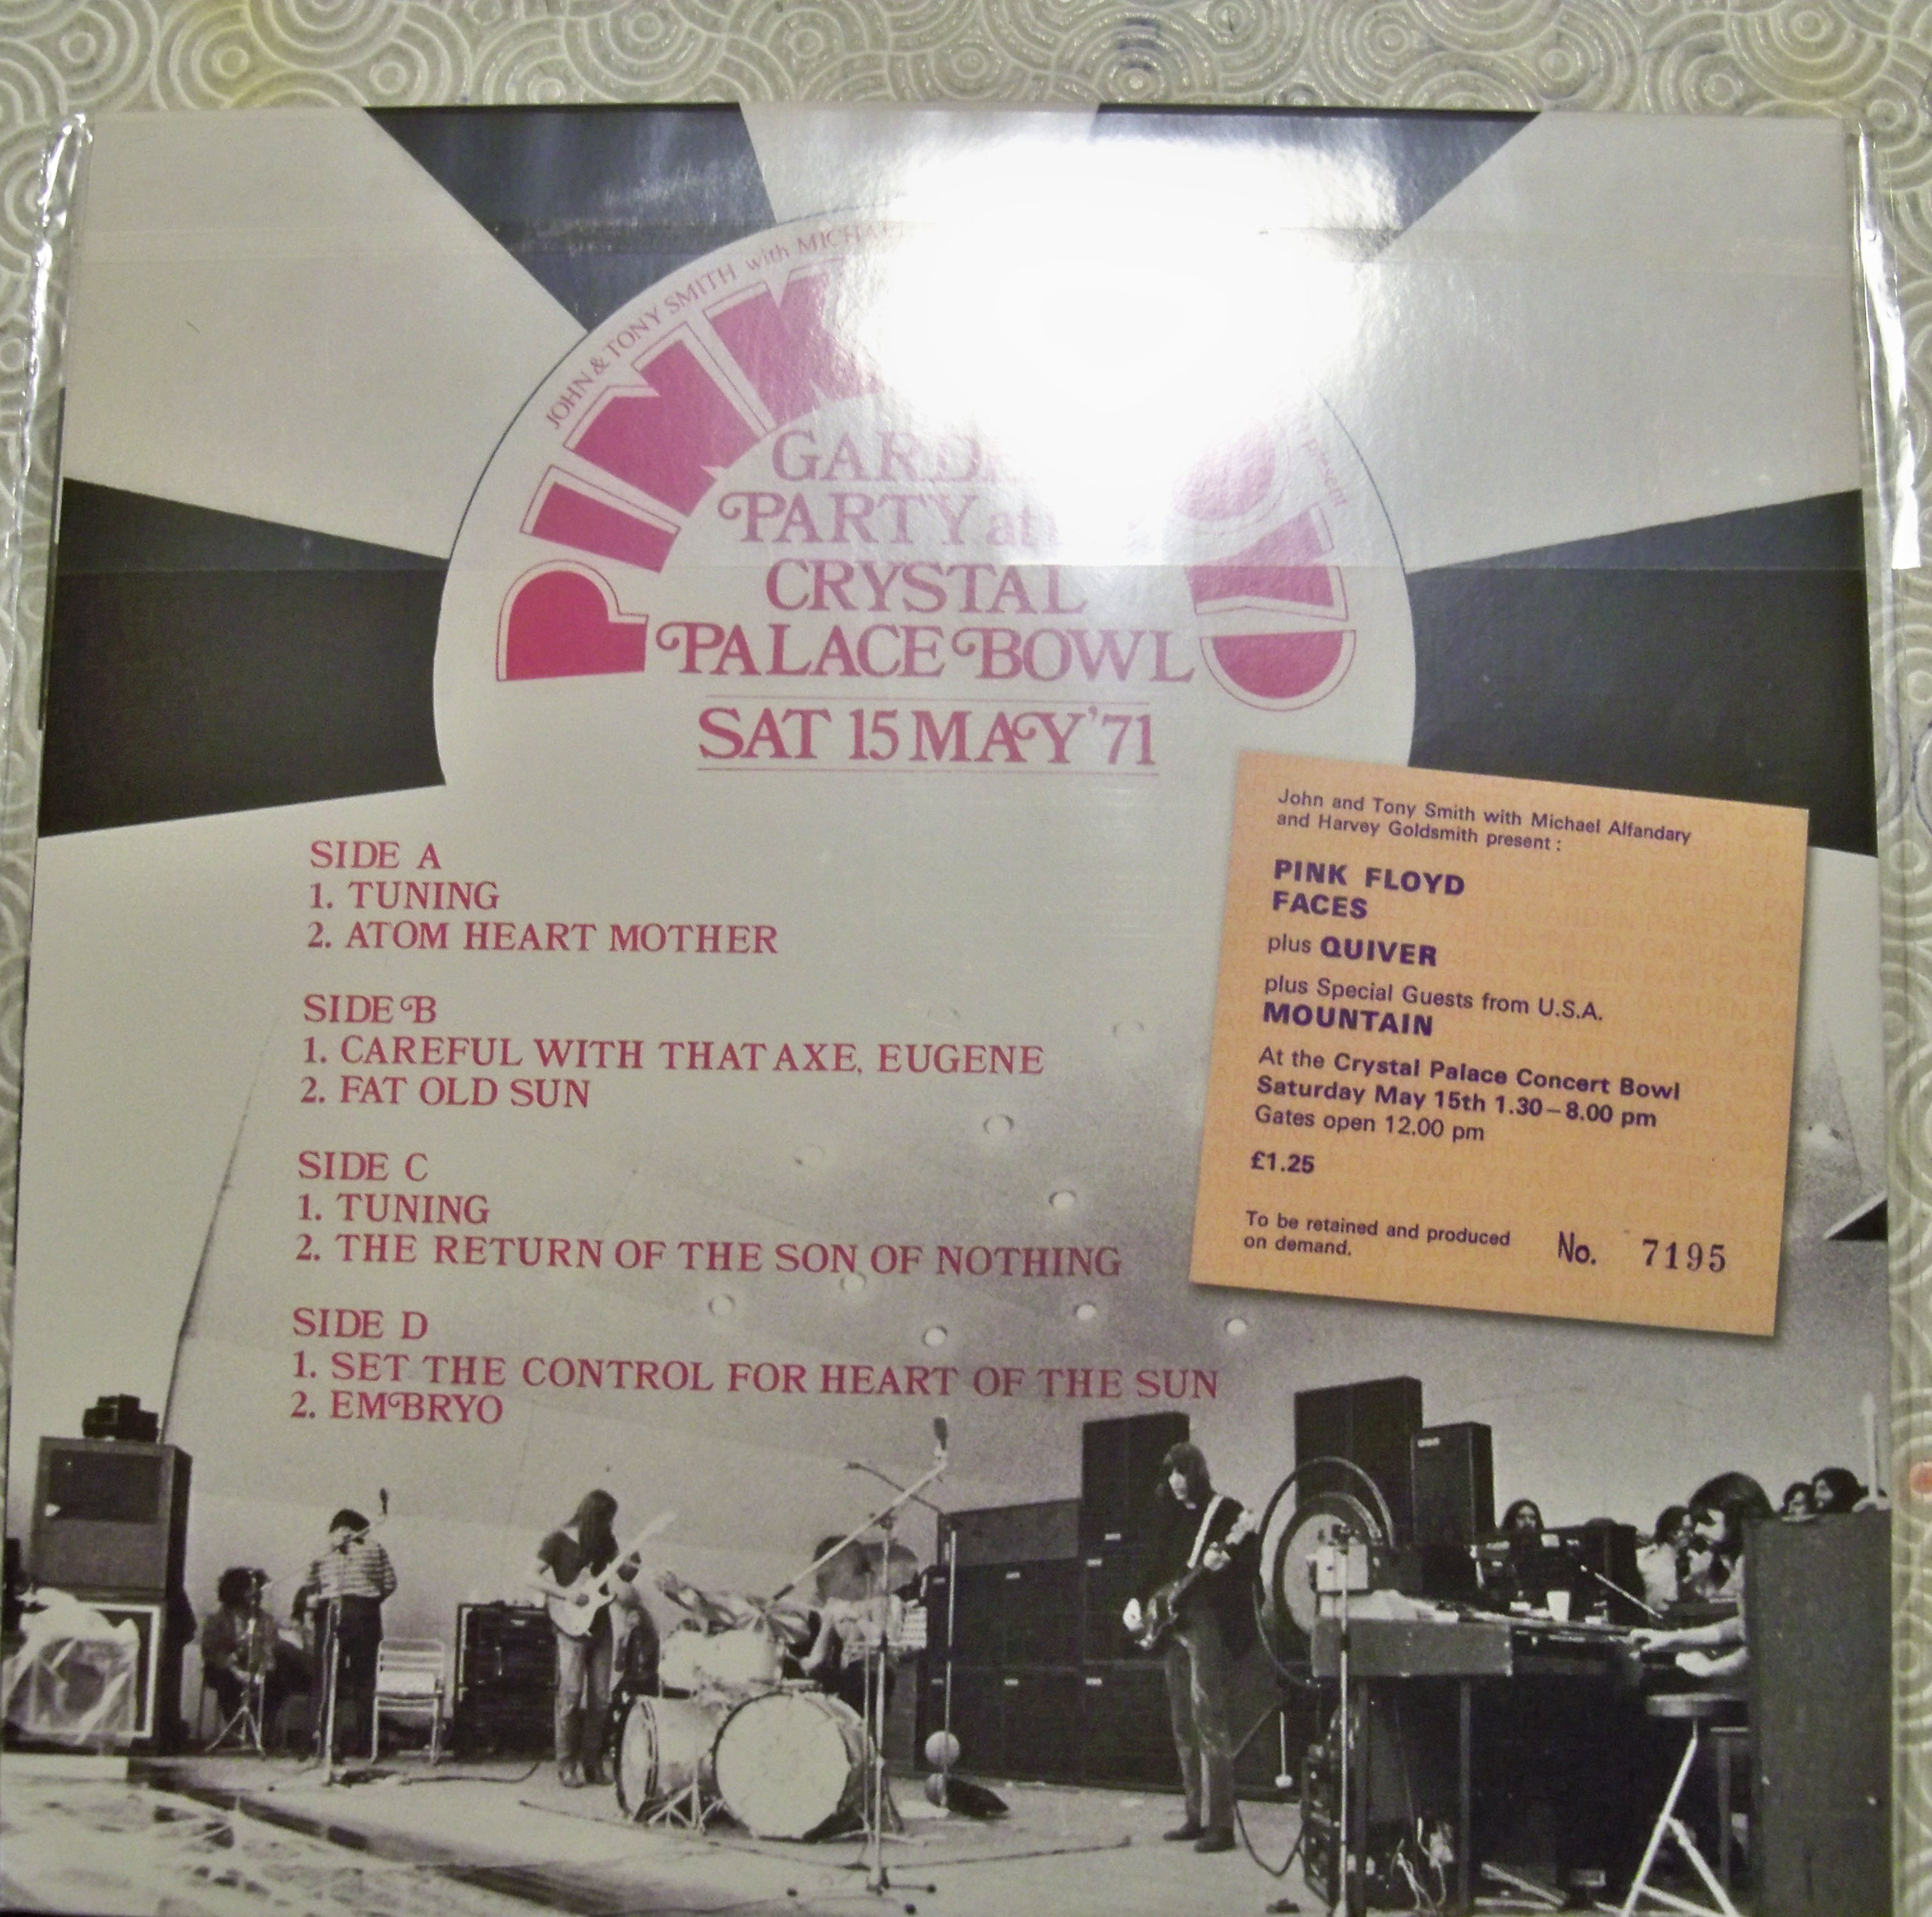 JOHN & TONY SMITH with MICHAEL
present
PINK
OYD
GARD
PARTY at
CRYSTAL
PALACE BOWL
SAT 15 MAY '71
SIDE A
1. TUNING
2. ATOM HEART MOTHER
SIDE B
1. CAREFUL WITH THAT AXE, EUGENE
2. FAT OLD SUN
SIDE C
1. TUNING
2. THE RETURN OF THE SON OF NOTHING
SIDE D
1. SET THE CONTROL FOR HEART OF THE SUN
2. EMBRYO
John and Tony Smith with Michael Alfandary
and Harvey Goldsmith present :
PINK FLOYD
FACES
plus QUIVER
plus Special Guests from U.S.A.
MOUNTAIN
At the Crystal Palace Concert Bowl
Saturday May 15th 1.30–8.00 pm
Gates open 12.00 pm
£1.25
To be retained and produced
on demand.
No. 7195